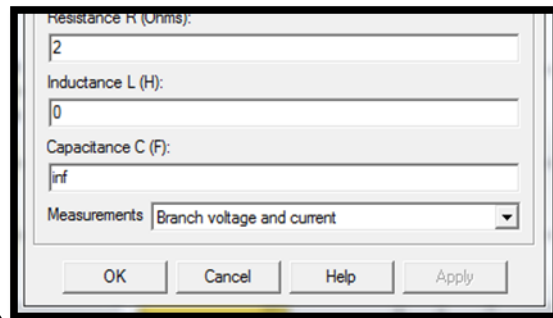 Resistance R (Ohms):
2
Inductance L (H):
0
Capacitance C (F):
inf
Measurements Branch voltage and current
OK Cancel Help Apply